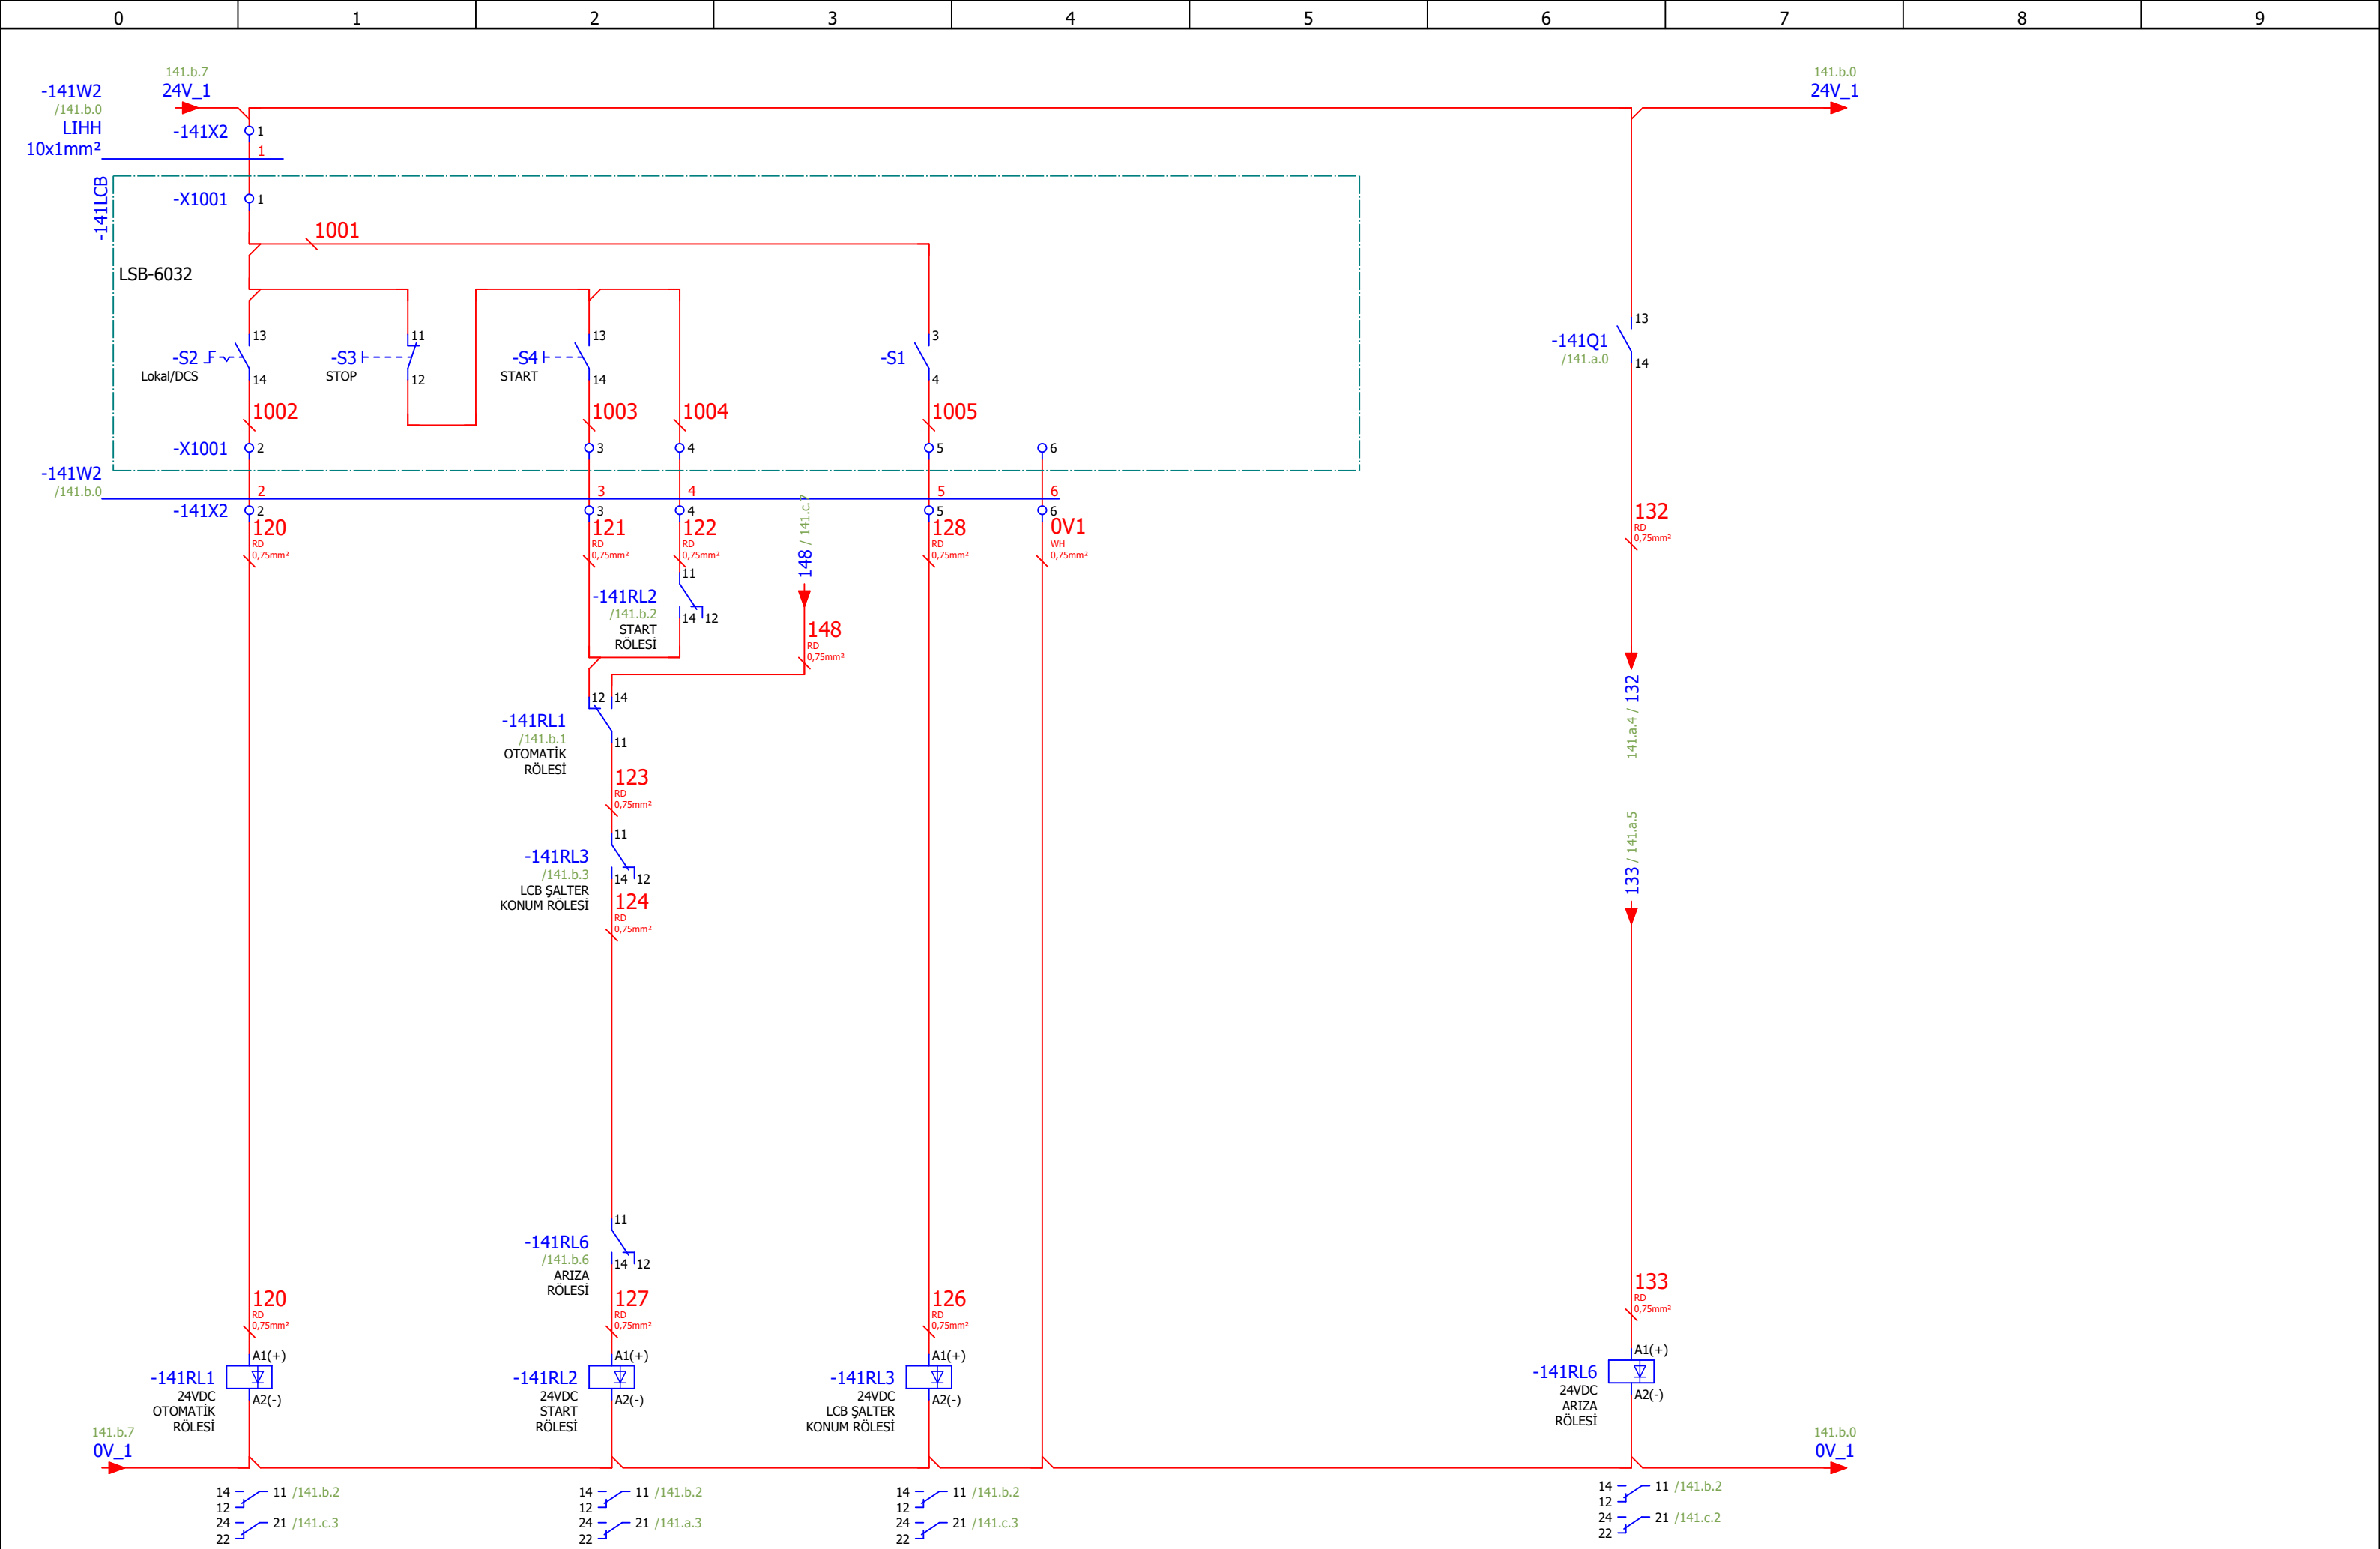 0 1 2 3 4 5 6 7 8 9
141.b.7
24V_1
141.b.0
24V_1
-141W2
/141.b.0
LIHH
10x1mm²
-141X2 1
1
-141LCB
-X1001 1
1001
LSB-6032
-S2
Lokal/DCS
13
14
-S3
STOP
11
12
-S4
START
13
14
-S1
3
4
-141Q1
/141.a.0
13
14
1002
1003
1004
1005
-X1001 2 3 4 5 6
-141W2
/141.b.0
2 3 4 5 6
-141X2 2 3 4 5 6
120
RD
0,75mm²
121
RD
0,75mm²
122
RD
0,75mm²
148 / 141.c.7
128
RD
0,75mm²
0V1
WH
0,75mm²
132
RD
0,75mm²
-141RL2
/141.b.2
START
RÖLESİ
11
14 12
148
RD
0,75mm²
141.a.4 / 132
12 14
-141RL1
/141.b.1
OTOMATİK
RÖLESİ
11
123
RD
0,75mm²
11
-141RL3
/141.b.3
LCB ŞALTER
KONUM RÖLESİ
14 12
124
RD
0,75mm²
133 / 141.a.5
11
-141RL6
/141.b.6
ARIZA
RÖLESİ
14 12
120
RD
0,75mm²
127
RD
0,75mm²
126
RD
0,75mm²
133
RD
0,75mm²
-141RL1
24VDC
OTOMATİK
RÖLESİ
A1(+)
A2(-)
-141RL2
24VDC
START
RÖLESİ
A1(+)
A2(-)
-141RL3
24VDC
LCB ŞALTER
KONUM RÖLESİ
A1(+)
A2(-)
-141RL6
24VDC
ARIZA
RÖLESİ
A1(+)
A2(-)
141.b.7
0V_1
141.b.0
0V_1
14 11 /141.b.2
12
24 21 /141.c.3
22
14 11 /141.b.2
12
24 21 /141.a.3
22
14 11 /141.b.2
12
24 21 /141.c.3
22
14 11 /141.b.2
12
24 21 /141.c.2
22